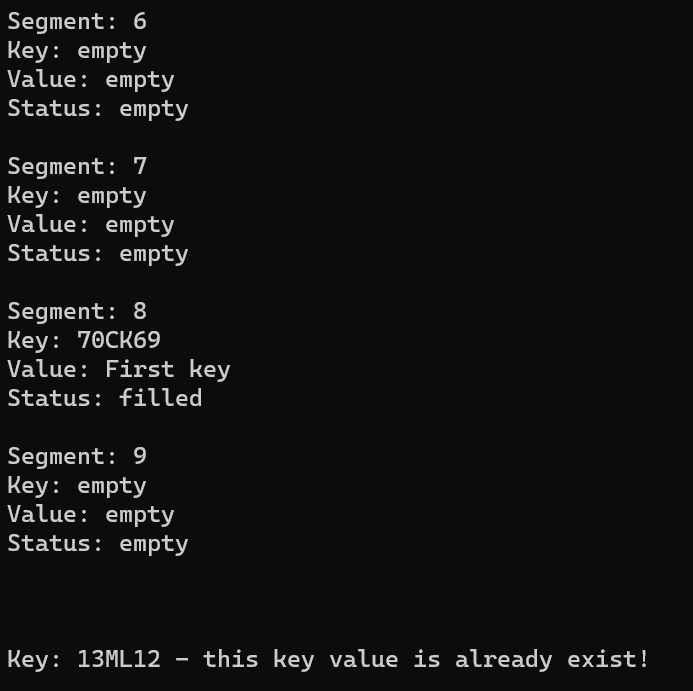 Segment: 6
Key: empty
Value: empty
Status: empty
Segment: 7
Key: empty
Value: empty
Status: empty
Segment: 8
Key: 70CK69
Value: First key
Status: filled
Segment: 9
Key: empty
Value: empty
Status: empty
Key: 13ML12 - this key value is already exist!